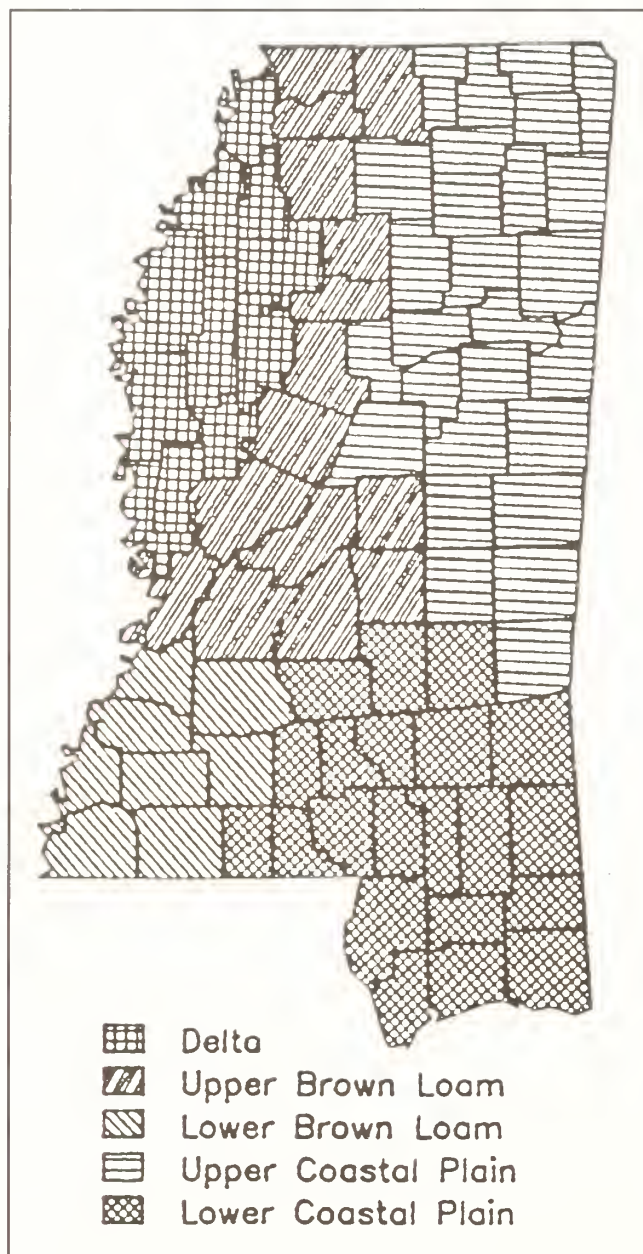 Delta
Upper Brown Loam
Lower Brown Loam
Upper Coastal Plain
Lower Coastal Plain